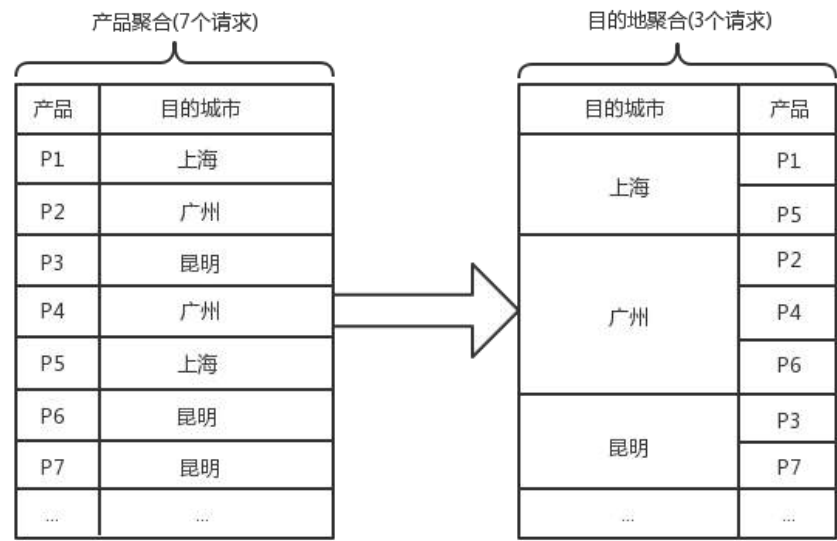 产品聚合(7个请求)
产品 目的城市
P1 上海
P2 广州
P3 昆明
P4 广州
P5 上海
P6 昆明
P7 昆明
... ...
目的地聚合(3个请求)
目的城市 产品
上海 P1
P5
广州 P2
P4
P6
昆明 P3
P7
... ...